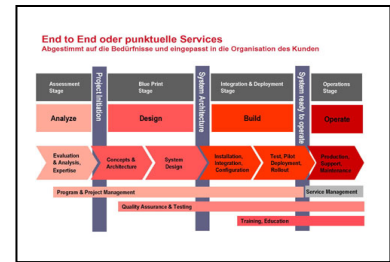 End to End oder punktuelle Services
Abgestimmt auf die Bedürfnisse und eingepasst in die Organisation des Kunden
Assessment
Stage
Project Initiation
Blue Print
Stage
System Architecture
Integration & Deployment
Stage
System ready to operate
Operations
Stage
Analyze
Design
Build
Operate
Evaluation
& Analysis,
Expertise
Concepts &
Architecture
System
Design
Installation,
Integration,
Configuration
Test, Pilot
Deployment,
Rollout
Production,
Support,
Maintenance
Program & Project Management
Service Management
Quality Assurance & Testing
Training, Education